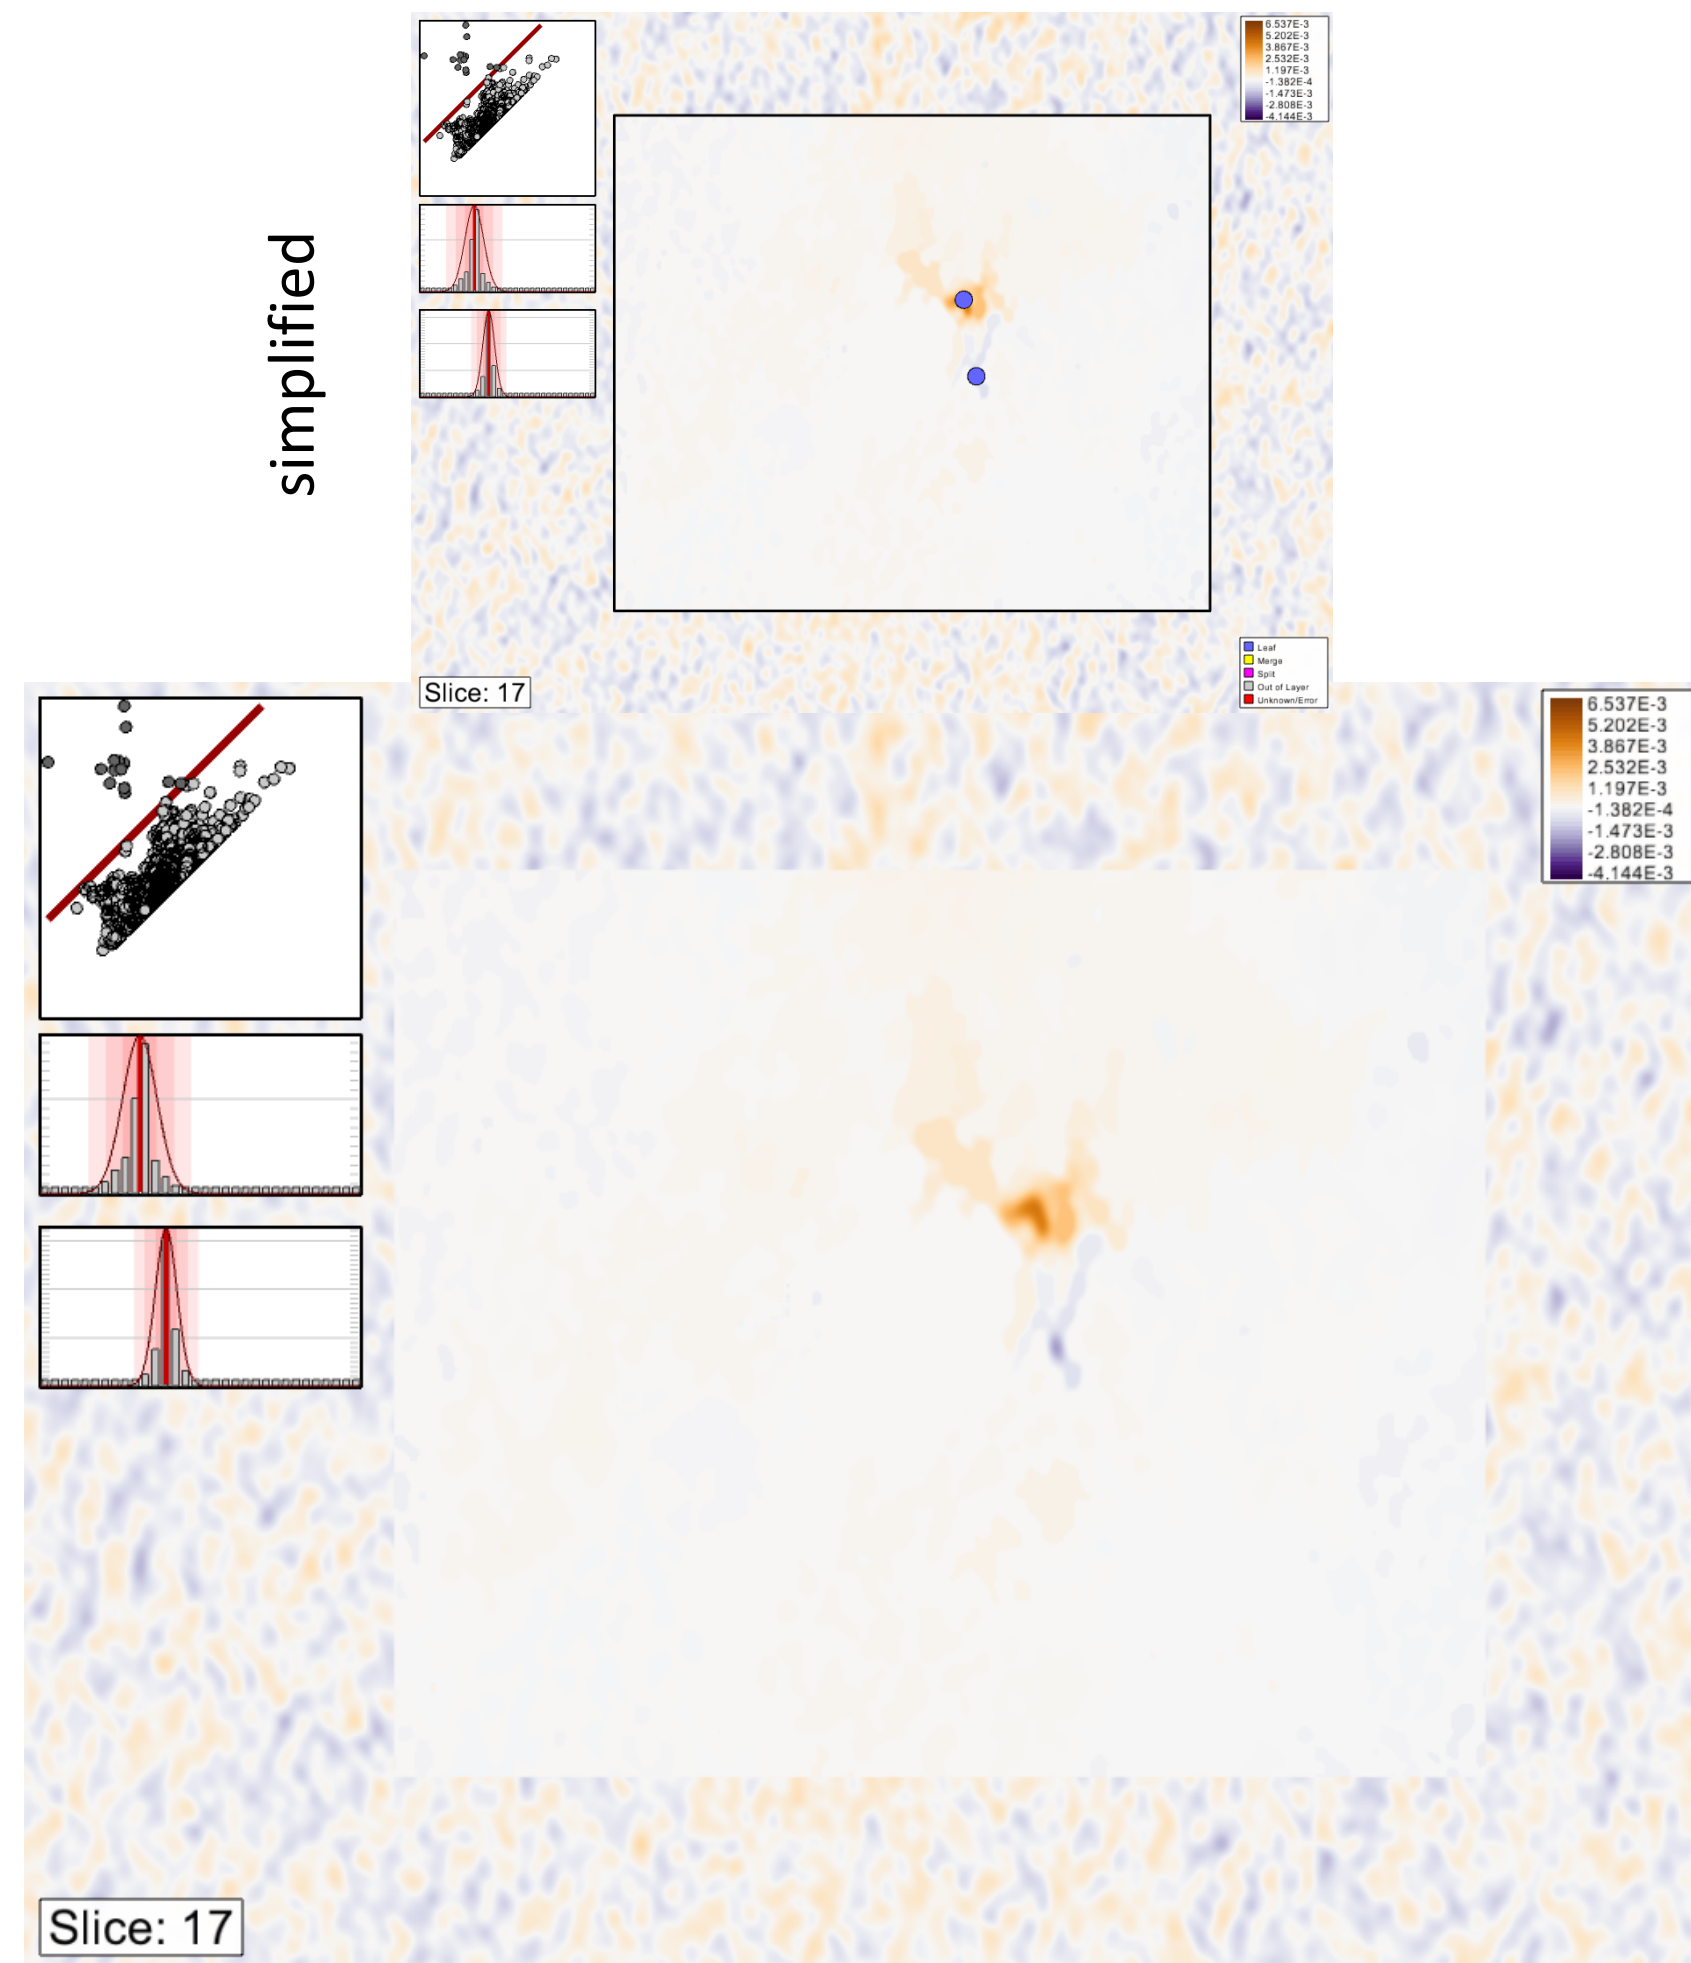 simplified
6.537E-3
5.202E-3
3.867E-3
2.532E-3
1.197E-3
-1.382E-4
-1.473E-3
-2.808E-3
-4.144E-3
Leaf
Merge
Split
Out of Layer
Unknown/Error
Slice: 17
6.537E-3
5.202E-3
3.867E-3
2.532E-3
1.197E-3
-1.382E-4
-1.473E-3
-2.808E-3
-4.144E-3
Slice: 17